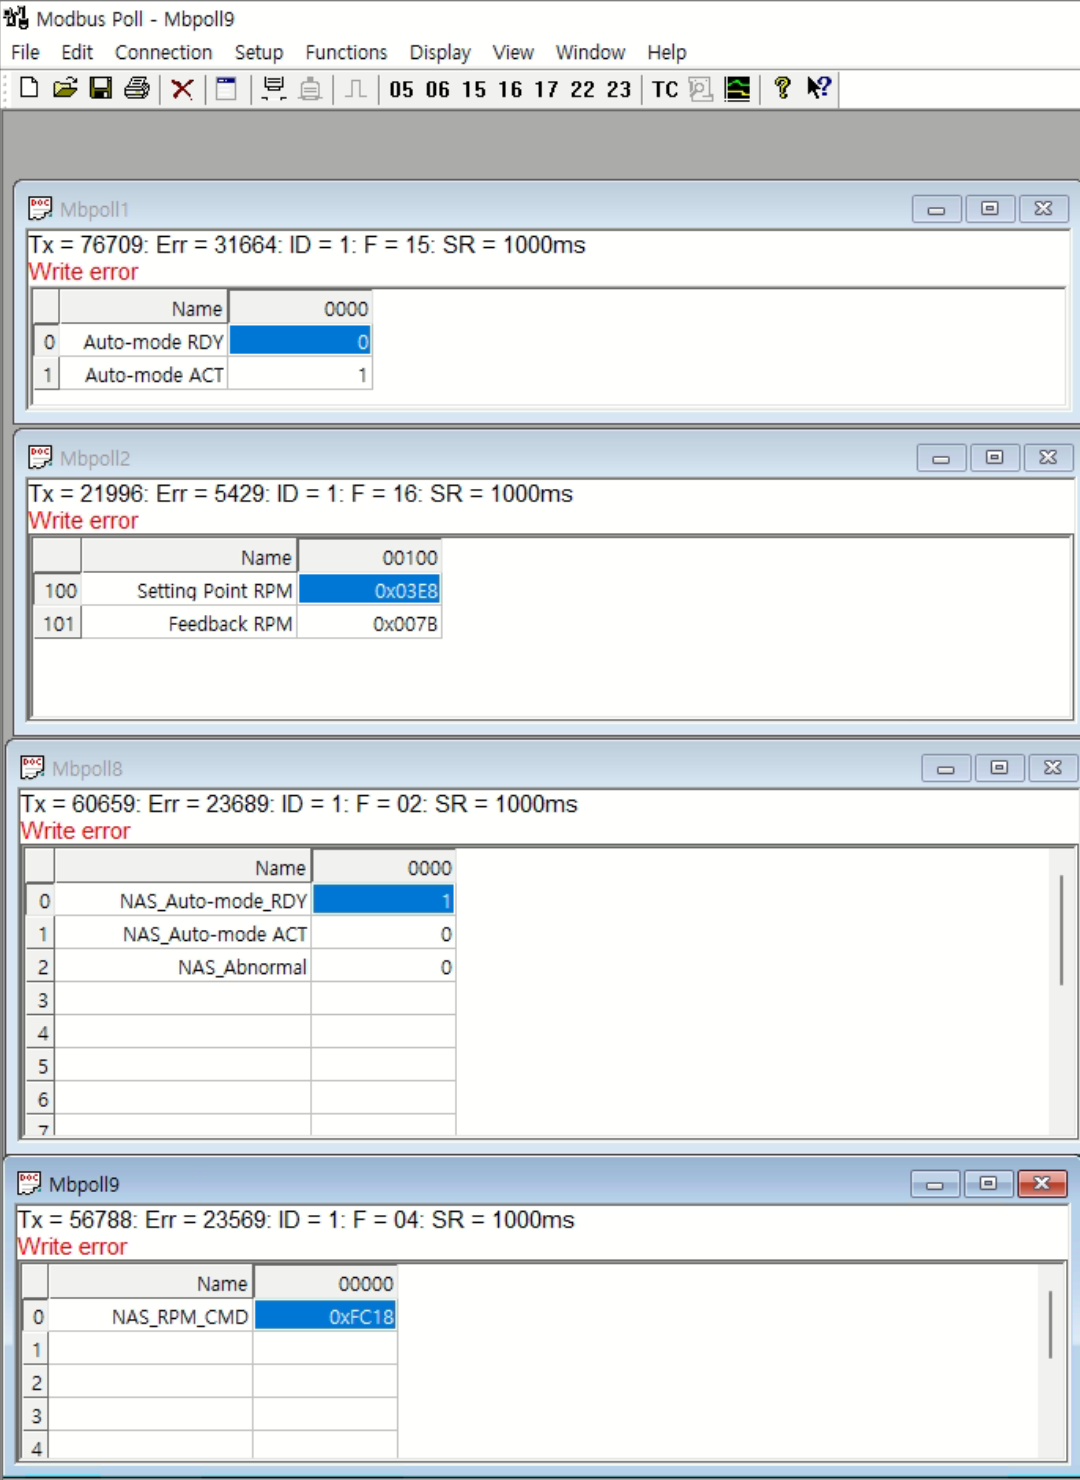 Modbus Poll - Mbpoll9
File Edit Connection Setup Functions Display View Window Help
05 06 15 16 17 22 23 TC
Mbpoll1
Tx = 76709: Err = 31664: ID = 1: F = 15: SR = 1000ms
Write error
Name 0000
0 Auto-mode RDY 0
1 Auto-mode ACT 1
Mbpoll2
Tx = 21996: Err = 5429: ID = 1: F = 16: SR = 1000ms
Write error
Name 00100
100 Setting Point RPM 0x03E8
101 Feedback RPM 0x007B
Mbpoll8
Tx = 60659: Err = 23689: ID = 1: F = 02: SR = 1000ms
Write error
Name 0000
0 NAS_Auto-mode_RDY 1
1 NAS_Auto-mode ACT 0
2 NAS_Abnormal 0
3
4
5
6
7
Mbpoll9
Tx = 56788: Err = 23569: ID = 1: F = 04: SR = 1000ms
Write error
Name 00000
0 NAS_RPM_CMD 0xFC18
1
2
3
4